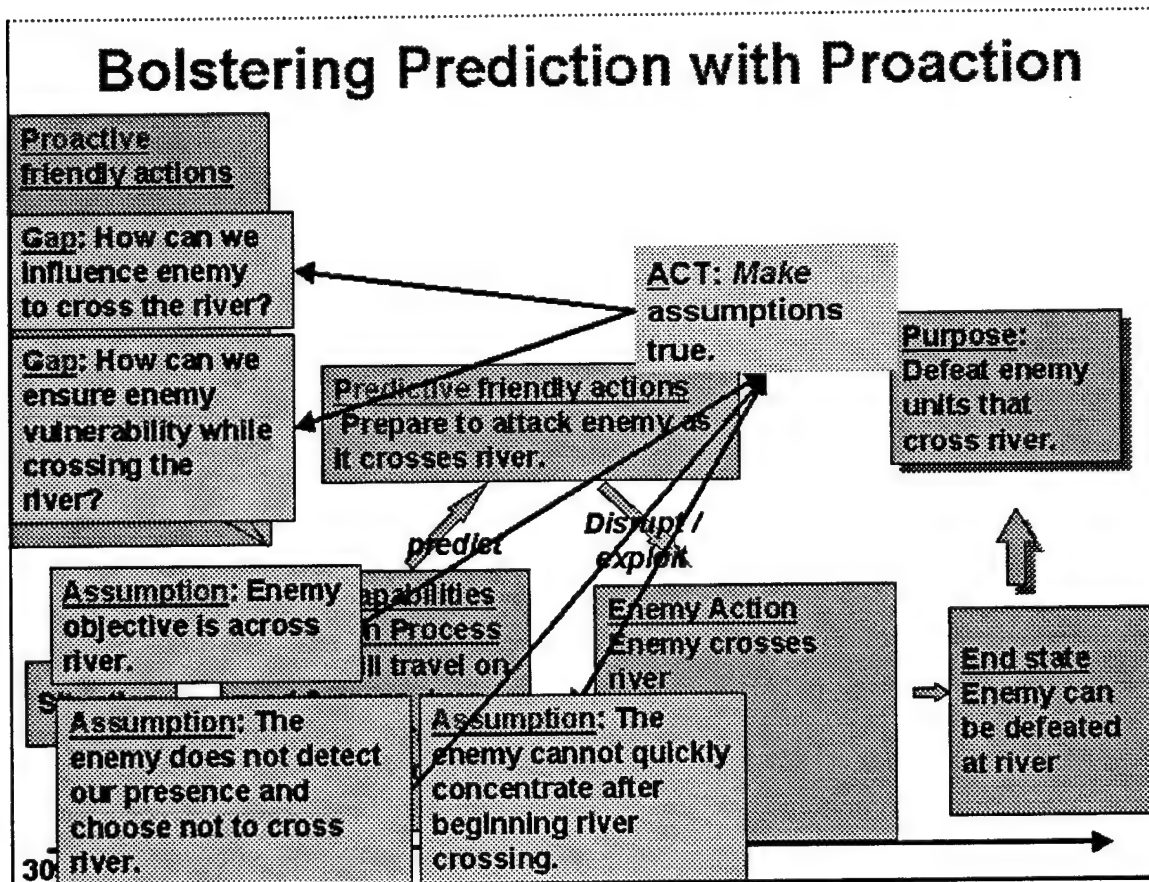 Bolstering Prediction with Proaction
Proactive
friendly actions
Gap: How can we
influence enemy
to cross the river?
Gap: How can we
ensure enemy
vulnerability while
crossing the
river?
ACT: Make
assumptions
true.
Purpose:
Defeat enemy
units that
cross river.
Predictive friendly actions
Prepare to attack enemy as
it crosses river.
predict
Disrupt /
exploit
Assumption: Enemy
objective is across
river.
Process
travel on
Enemy Action
Enemy crosses
river
End state
Enemy can
be defeated
at river
Assumption: The
enemy does not detect
our presence and
choose not to cross
river.
Assumption: The
enemy cannot quickly
concentrate after
beginning river
crossing.
30